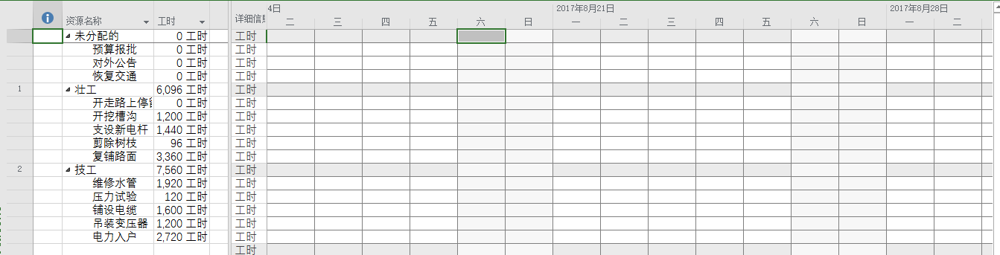 4日 2017年8月21日 2017年8月28日
资源名称 工时 详细信息 二 三 四 五 六 日 一 二 三 四 五 六 日 一 二
未分配的 0 工时 工时
预算报批 0 工时 工时
对外公告 0 工时 工时
恢复交通 0 工时 工时
1 壮工 6,096 工时 工时
开走路上停留 0 工时 工时
开挖槽沟 1,200 工时 工时
支设新电杆 1,440 工时 工时
剪除树枝 96 工时 工时
复铺路面 3,360 工时 工时
2 技工 7,560 工时 工时
维修水管 1,920 工时 工时
压力试验 120 工时 工时
铺设电缆 1,600 工时 工时
吊装变压器 1,200 工时 工时
电力入户 2,720 工时 工时
工时